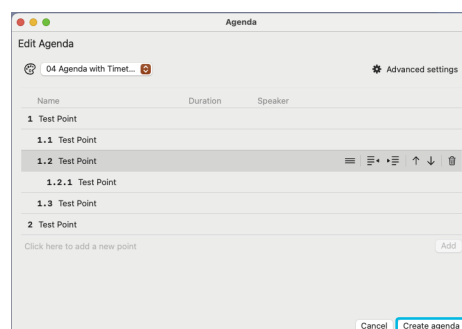 Agenda
Edit Agenda
04 Agenda with Timet...
Advanced settings
Name Duration Speaker
1 Test Point
1.1 Test Point
1.2 Test Point
1.2.1 Test Point
1.3 Test Point
2 Test Point
Click here to add a new point Add
Cancel Create agenda